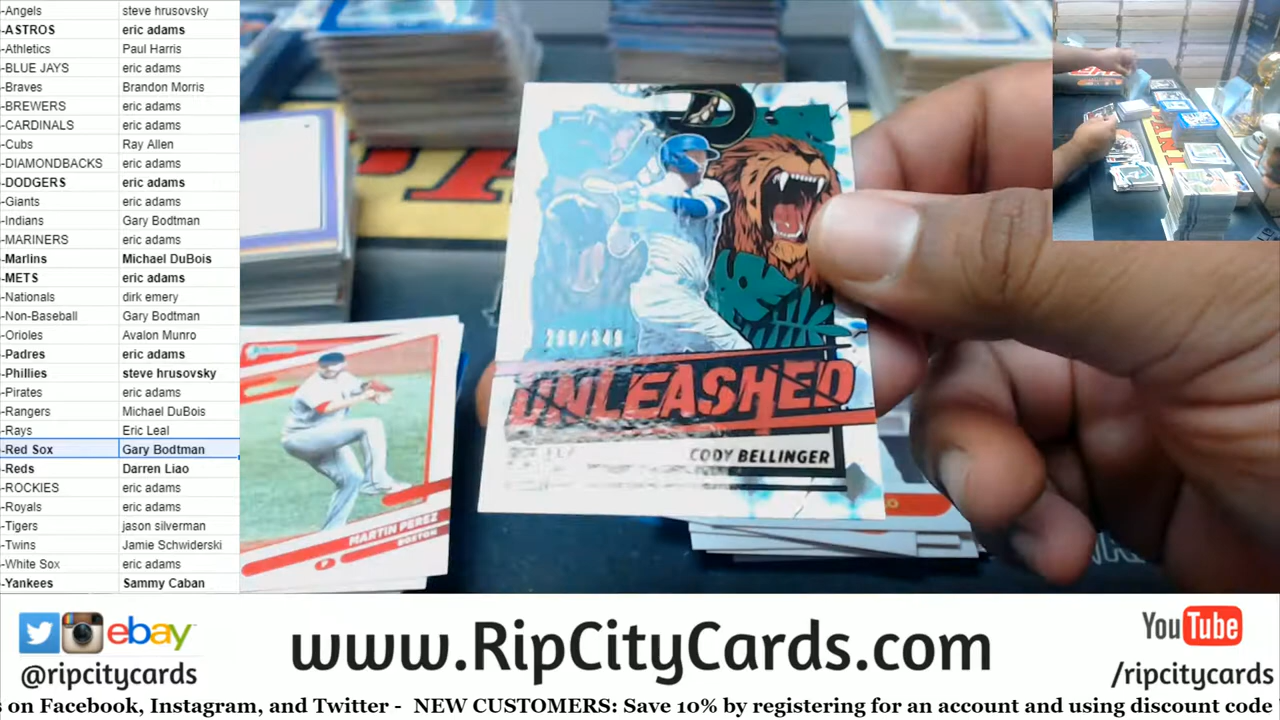 -Angels steve hrusovsky
-ASTROS eric adams
-Athletics Paul Harris
-BLUE JAYS eric adams
-Braves Brandon Morris
-BREWERS eric adams
-CARDINALS eric adams
-Cubs Ray Allen
-DIAMONDBACKS eric adams
-DODGERS eric adams
-Giants eric adams
-Indians Gary Bodtman
-MARINERS eric adams
-Marlins Michael DuBois
-METS eric adams
-Nationals dirk emery
-Non-Baseball Gary Bodtman
-Orioles Avalon Munro
-Padres eric adams
-Phillies steve hrusovsky
-Pirates eric adams
-Rangers Michael DuBois
-Rays Eric Leal
-Red Sox Gary Bodtman
-Reds Darren Liao
-ROCKIES eric adams
-Royals eric adams
-Tigers jason silverman
-Twins Jamie Schwiderski
-White Sox eric adams
-Yankees Sammy Caban
UNLEASHED
CODY BELLINGER
MARTIN PEREZ
BOSTON
P
ebay
@ripcitycards
www.RipCityCards.com
YouTube
/ripcitycards
on Facebook, Instagram, and Twitter - NEW CUSTOMERS: Save 10% by registering for an account and using discount code